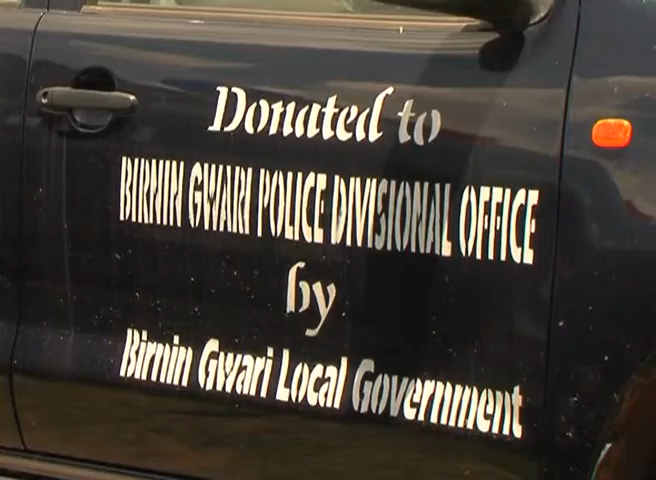 Donated to
BIRNIN GWARI POLICE DIVISIONAL OFFICE
by
Birnin Gwari Local Government